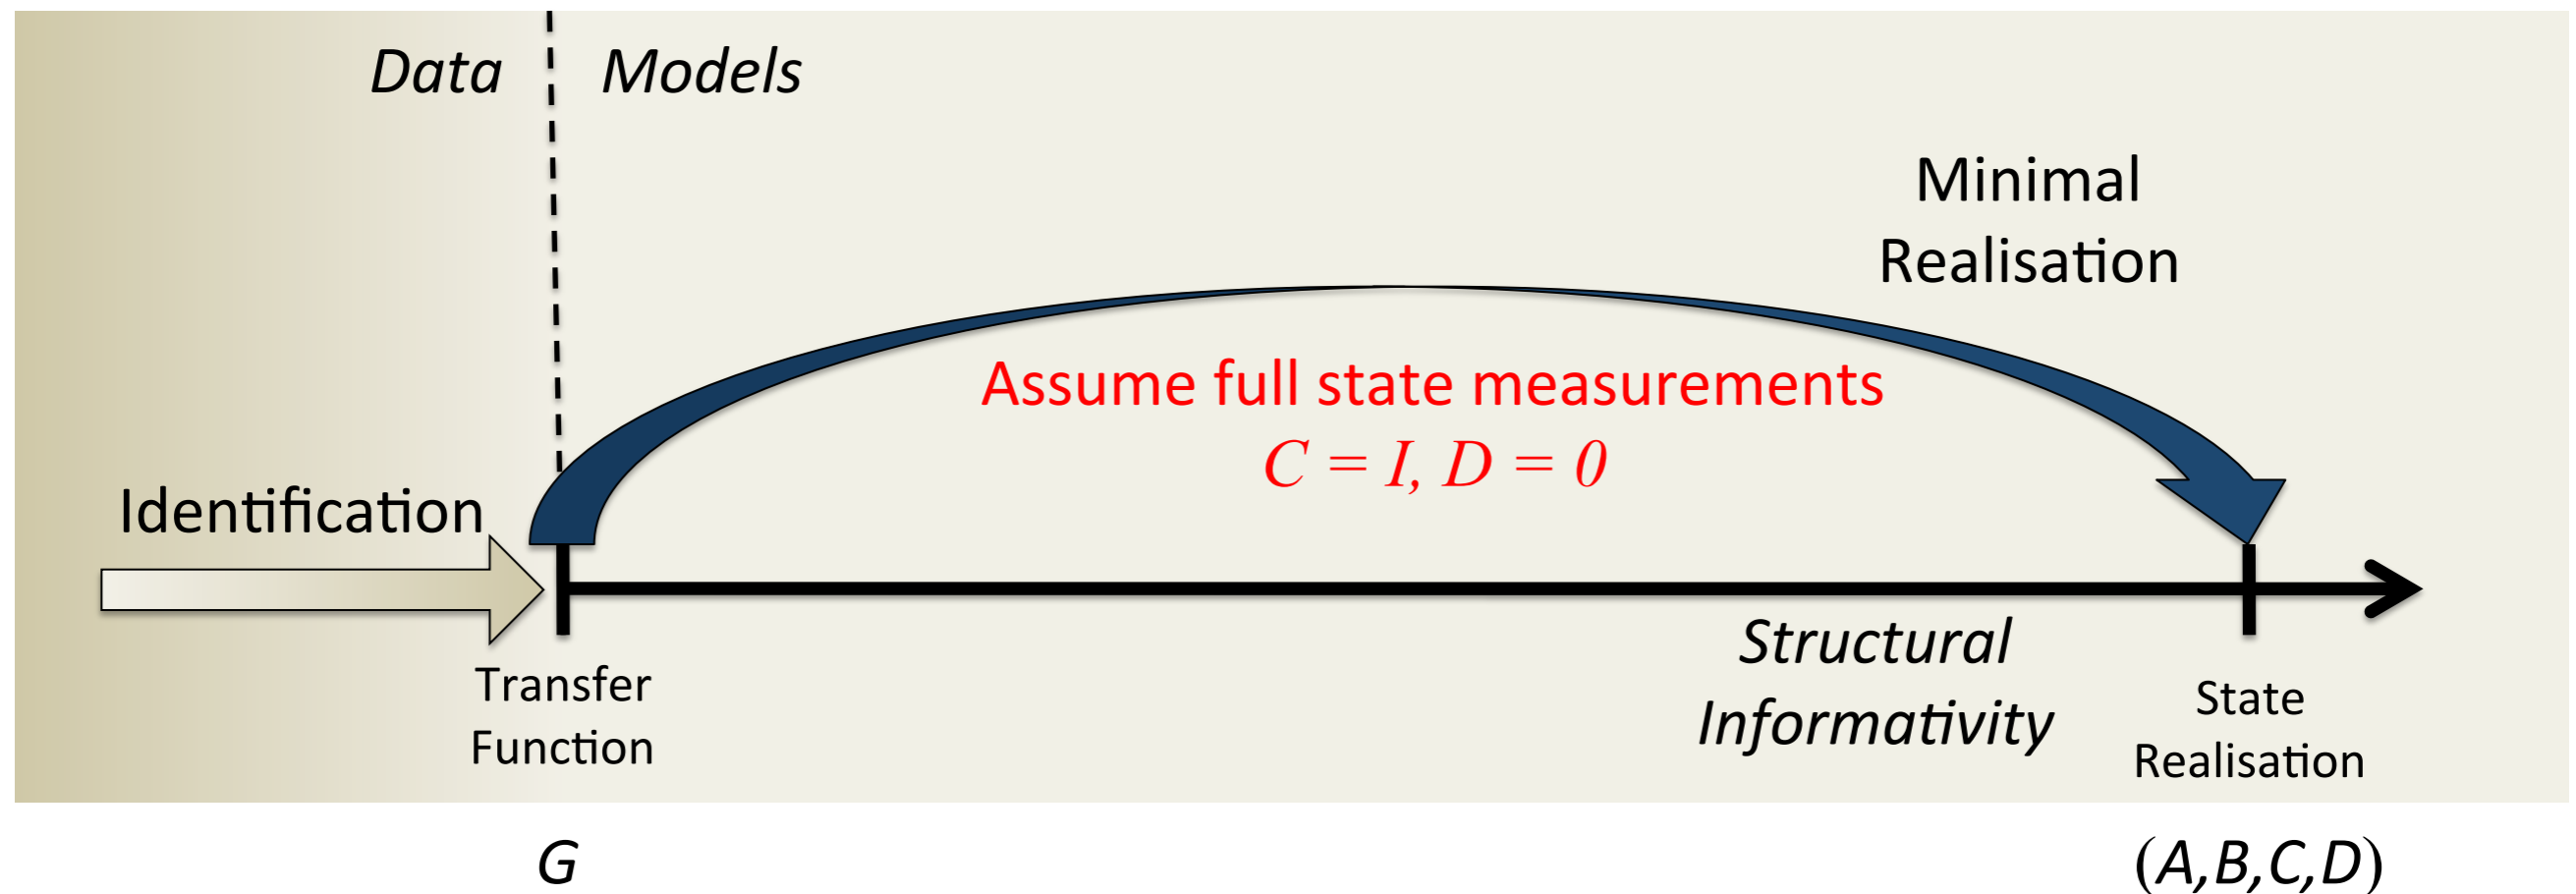 Data
Models
Minimal
Realisation
Assume full state measurements
C = I, D = 0
Identification
Transfer
Function
Structural
Informativity
State
Realisation
G
(A,B,C,D)